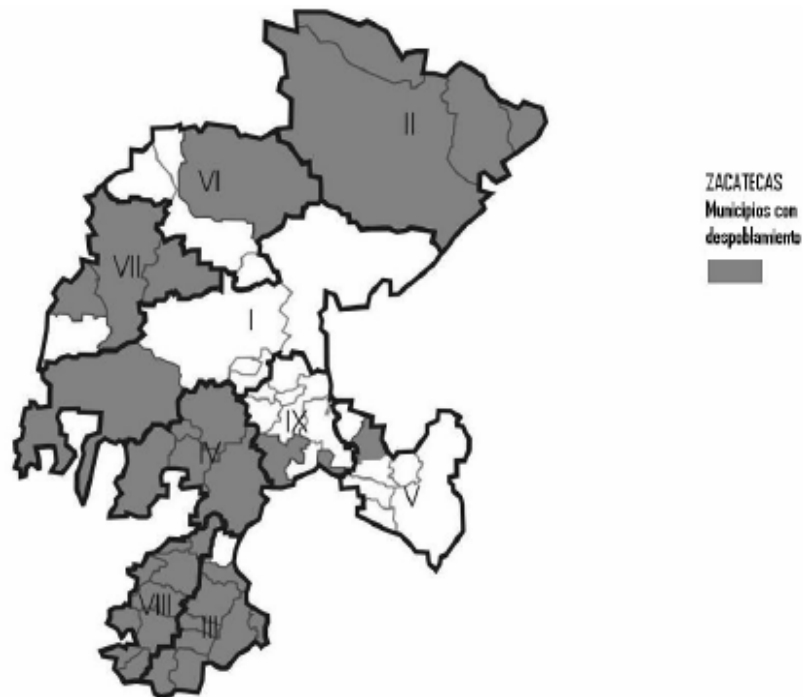 II
VI
VII
I
IX
IV
V
VIII
III
ZACATECAS
Municipios con
despoblamiento